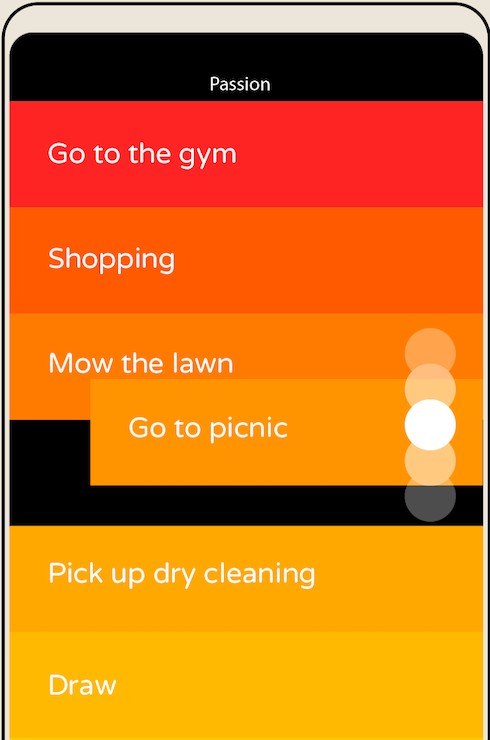 Passion
Go to the gym
Shopping
Mow the lawn
Go to picnic
Pick up dry cleaning
Draw